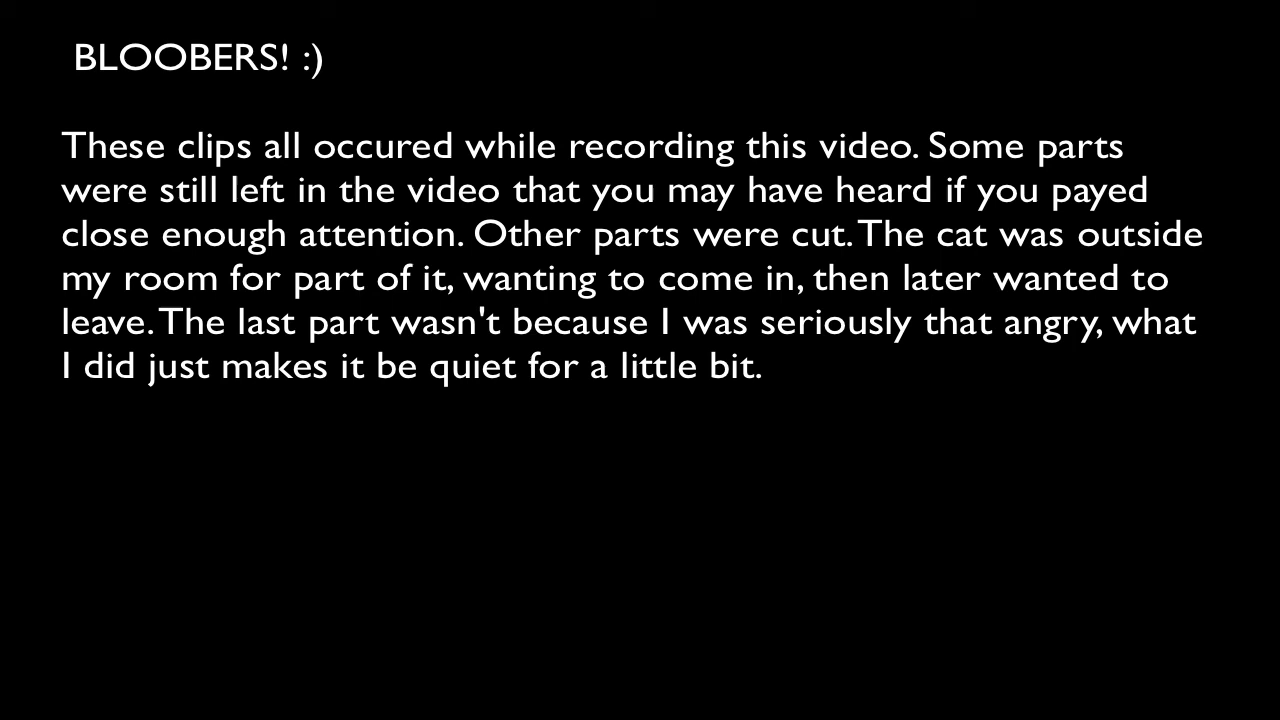 BLOOBERS! :)
These clips all occured while recording this video. Some parts
were still left in the video that you may have heard if you payed
close enough attention. Other parts were cut. The cat was outside
my room for part of it, wanting to come in, then later wanted to
leave. The last part wasn't because I was seriously that angry, what
I did just makes it be quiet for a little bit.